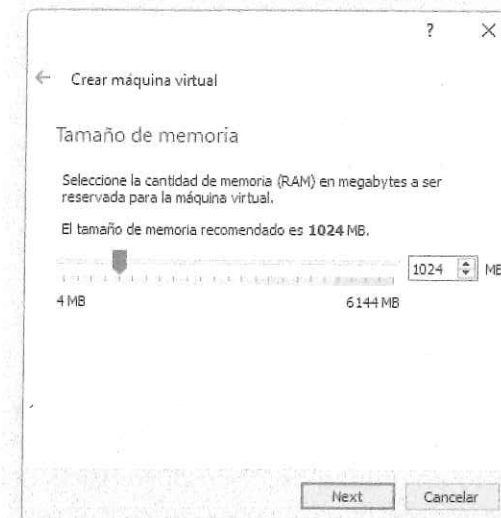 ?
Crear máquina virtual
Tamaño de memoria
Seleccione la cantidad de memoria (RAM) en megabytes a ser
reservada para la máquina virtual.
El tamaño de memoria recomendado es 1024 MB.
1024 MB
4 MB 6144 MB
Next Cancelar